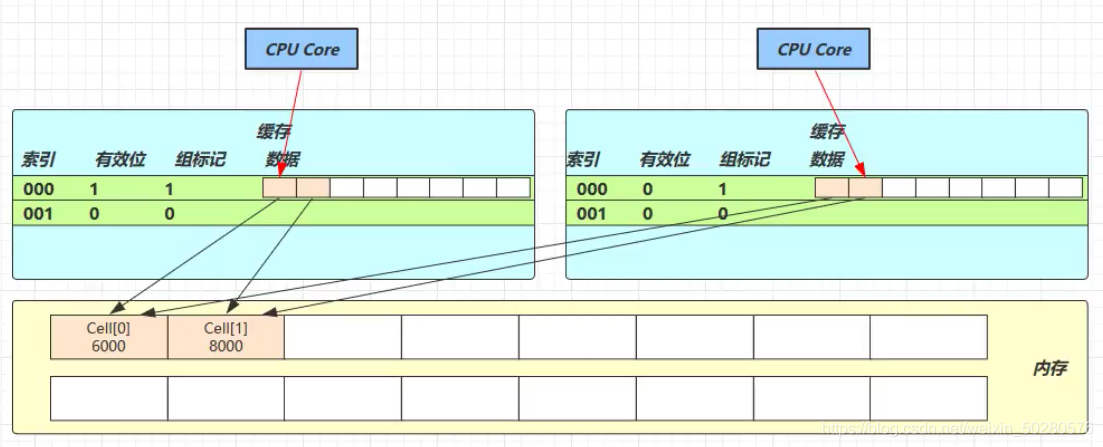 CPU Core
CPU Core
缓存
缓存
索引 有效位 组标记 数据
索引 有效位 组标记 数据
000 1 1
000 0 1
001 0 0
001 0 0
Cell[0] Cell[1]
6000 8000
内存
https://blog.csdn.net/weixin_50280576